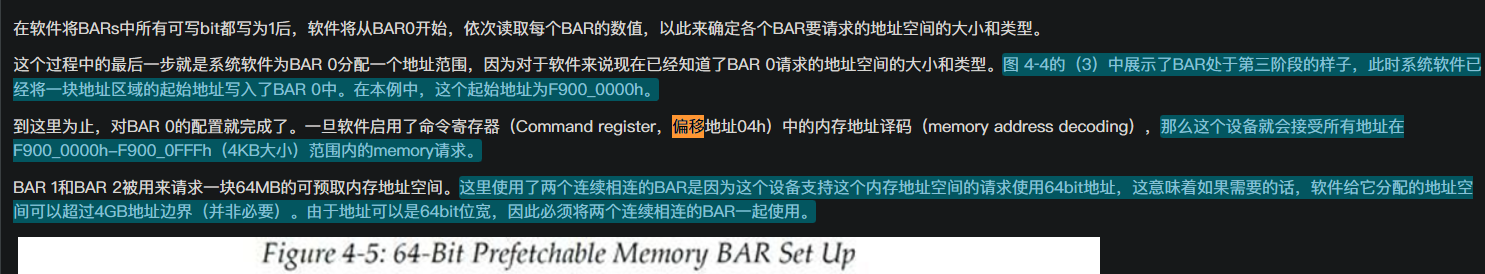 在软件将BARs中所有可写bit都写为1后，软件将从BAR0开始，依次读取每个BAR的数值，以此来确定各个BAR要请求的地址空间的大小和类型。
这个过程中的最后一步就是系统软件为BAR 0分配一个地址范围，因为对于软件来说现在已经知道了BAR 0请求的地址空间的大小和类型。图 4-4的（3）中展示了BAR处于第三阶段的样子，此时系统软件已
经将一块地址区域的起始地址写入了BAR 0中。在本例中，这个起始地址为F900_0000h。
到这里为止，对BAR 0的配置就完成了。一旦软件启用了命令寄存器（Command register，偏移地址04h）中的内存地址译码（memory address decoding），那么这个设备就会接受所有地址在
F900_0000h-F900_0FFFh（4KB大小）范围内的memory请求。
BAR 1和BAR 2被用来请求一块64MB的可预取内存地址空间。这里使用了两个连续相连的BAR是因为这个设备支持这个内存地址空间的请求使用64bit地址，这意味着如果需要的话，软件给它分配的地址空
间可以超过4GB地址边界（并非必要）。由于地址可以是64bit位宽，因此必须将两个连续相连的BAR一起使用。
Figure 4-5: 64-Bit Prefetchable Memory BAR Set Up